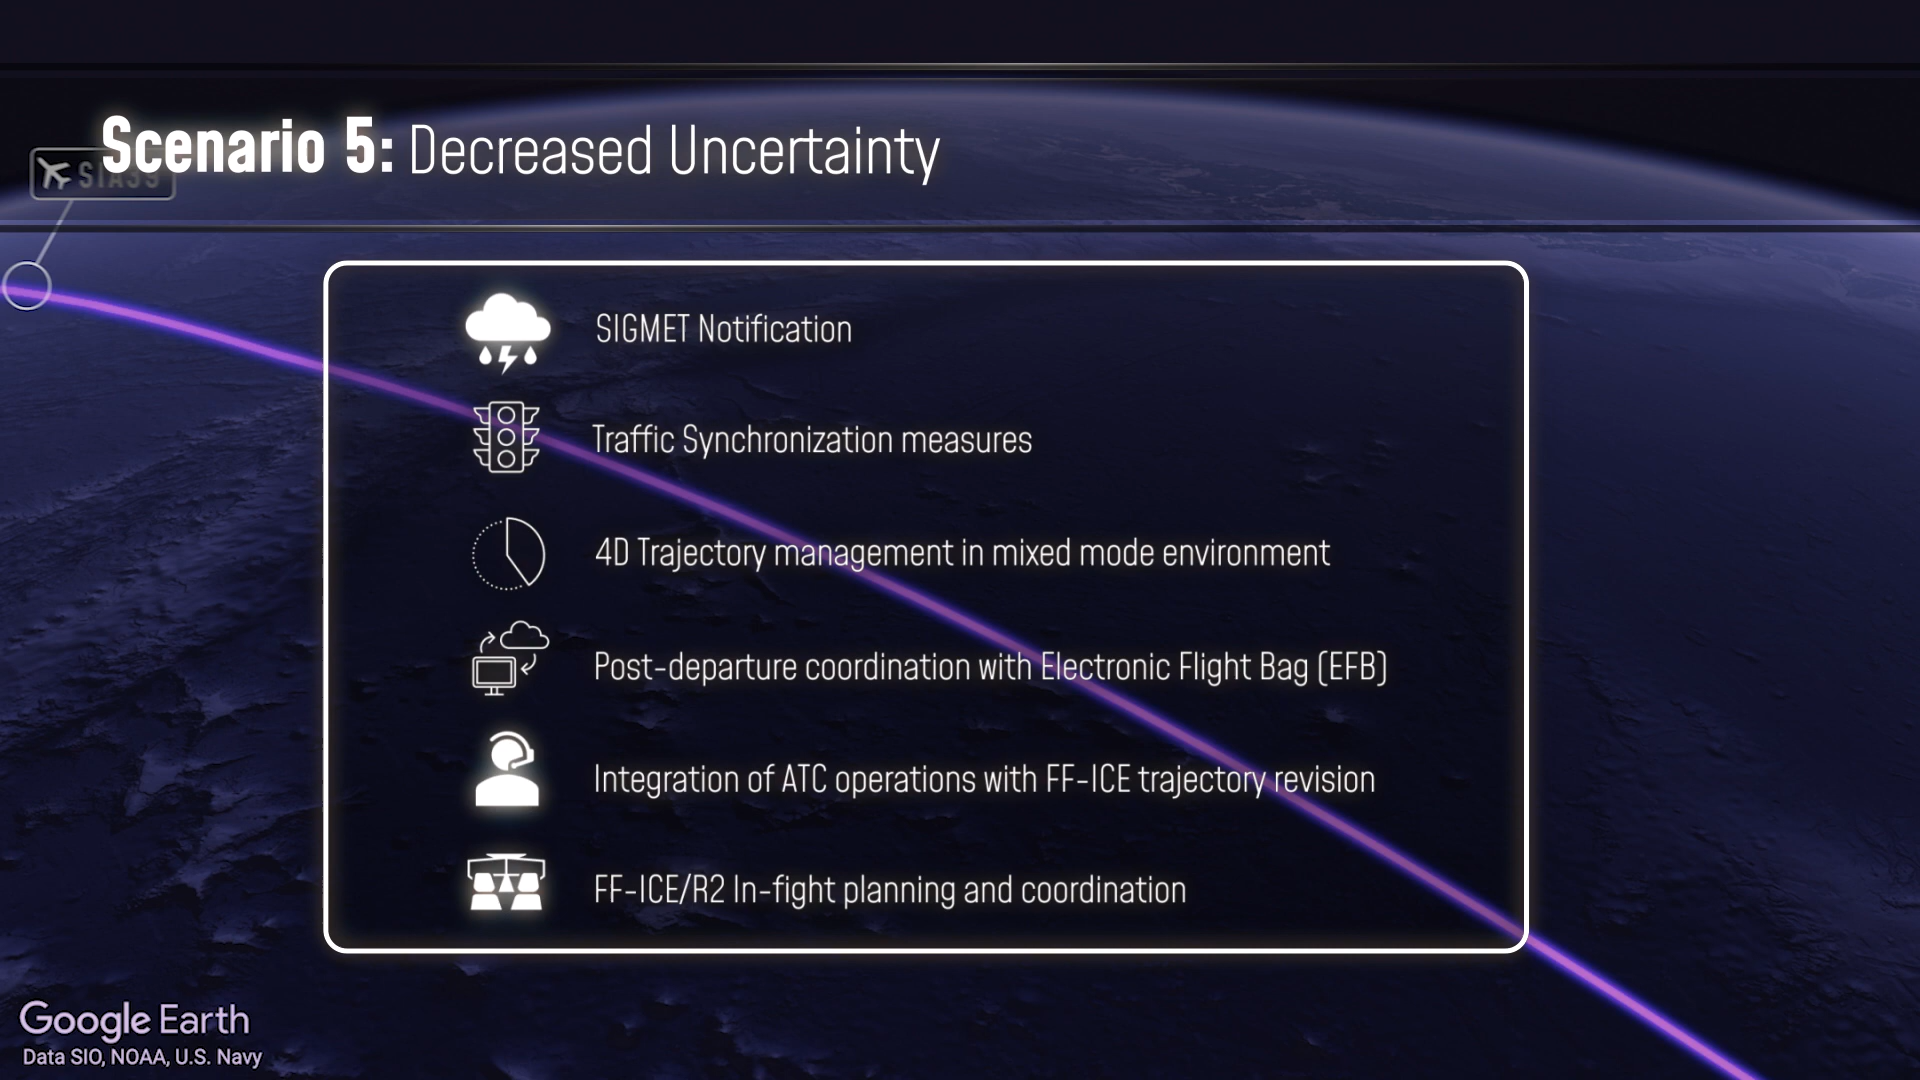 Scenario 5: Decreased Uncertainty
SIA39
SIGMET Notification
Traffic Synchronization measures
4D Trajectory management in mixed mode environment
Post-departure coordination with Electronic Flight Bag (EFB)
Integration of ATC operations with FF-ICE trajectory revision
FF-ICE/R2 In-fight planning and coordination
Google Earth
Data SIO, NOAA, U.S. Navy